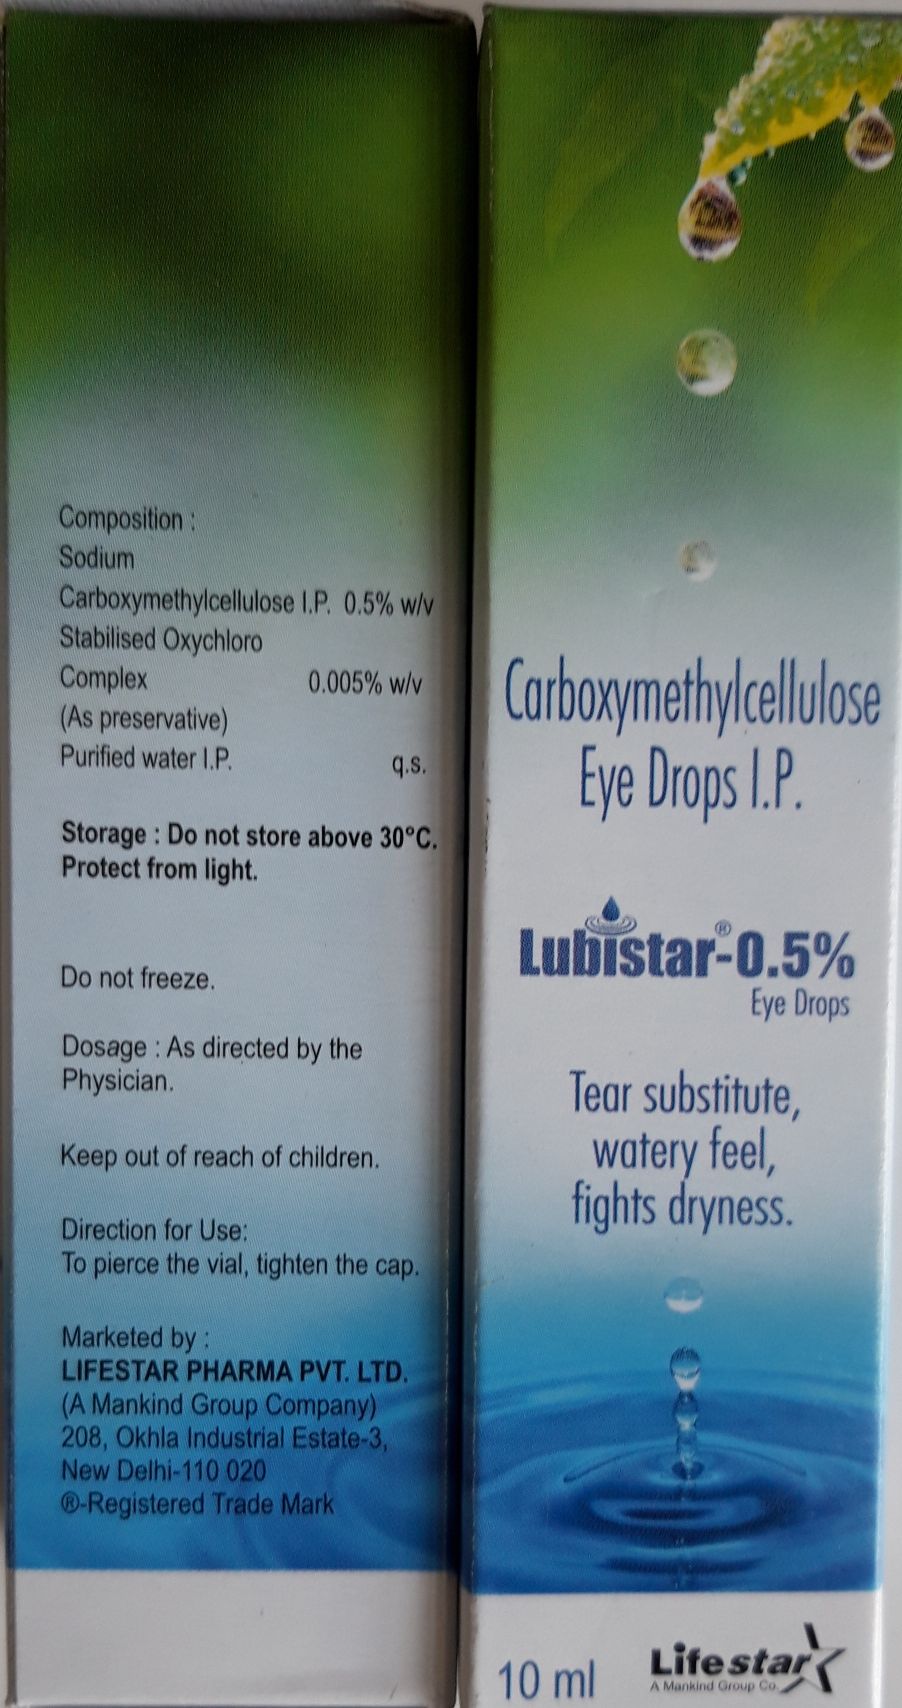 Composition :
Sodium
Carboxymethylcellulose I.P. 0.5% w/v
Stabilised Oxychloro
Complex 0.005% w/v
(As preservative)
Purified water I.P. q.s.
Storage : Do not store above 30°C.
Protect from light.
Do not freeze.
Dosage : As directed by the
Physician.
Keep out of reach of children.
Direction for Use:
To pierce the vial, tighten the cap.
Marketed by :
LIFESTAR PHARMA PVT. LTD.
(A Mankind Group Company)
208, Okhla Industrial Estate-3,
New Delhi-110 020
®-Registered Trade Mark
Carboxymethylcellulose
Eye Drops I.P.
Lubistar®-0.5%
Eye Drops
Tear substitute,
watery feel,
fights dryness.
10 ml
Lifestar
A Mankind Group Co.